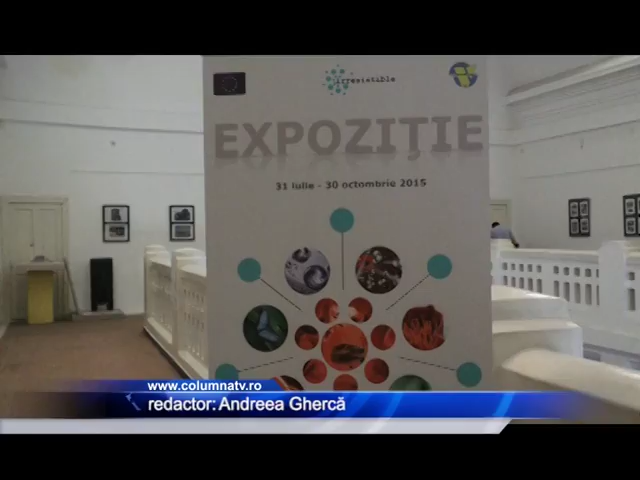 irresistible
EXPOZIȚIE
31 iulie - 30 octombrie 2015
www.columnatv.ro
redactor: Andreea Ghercă